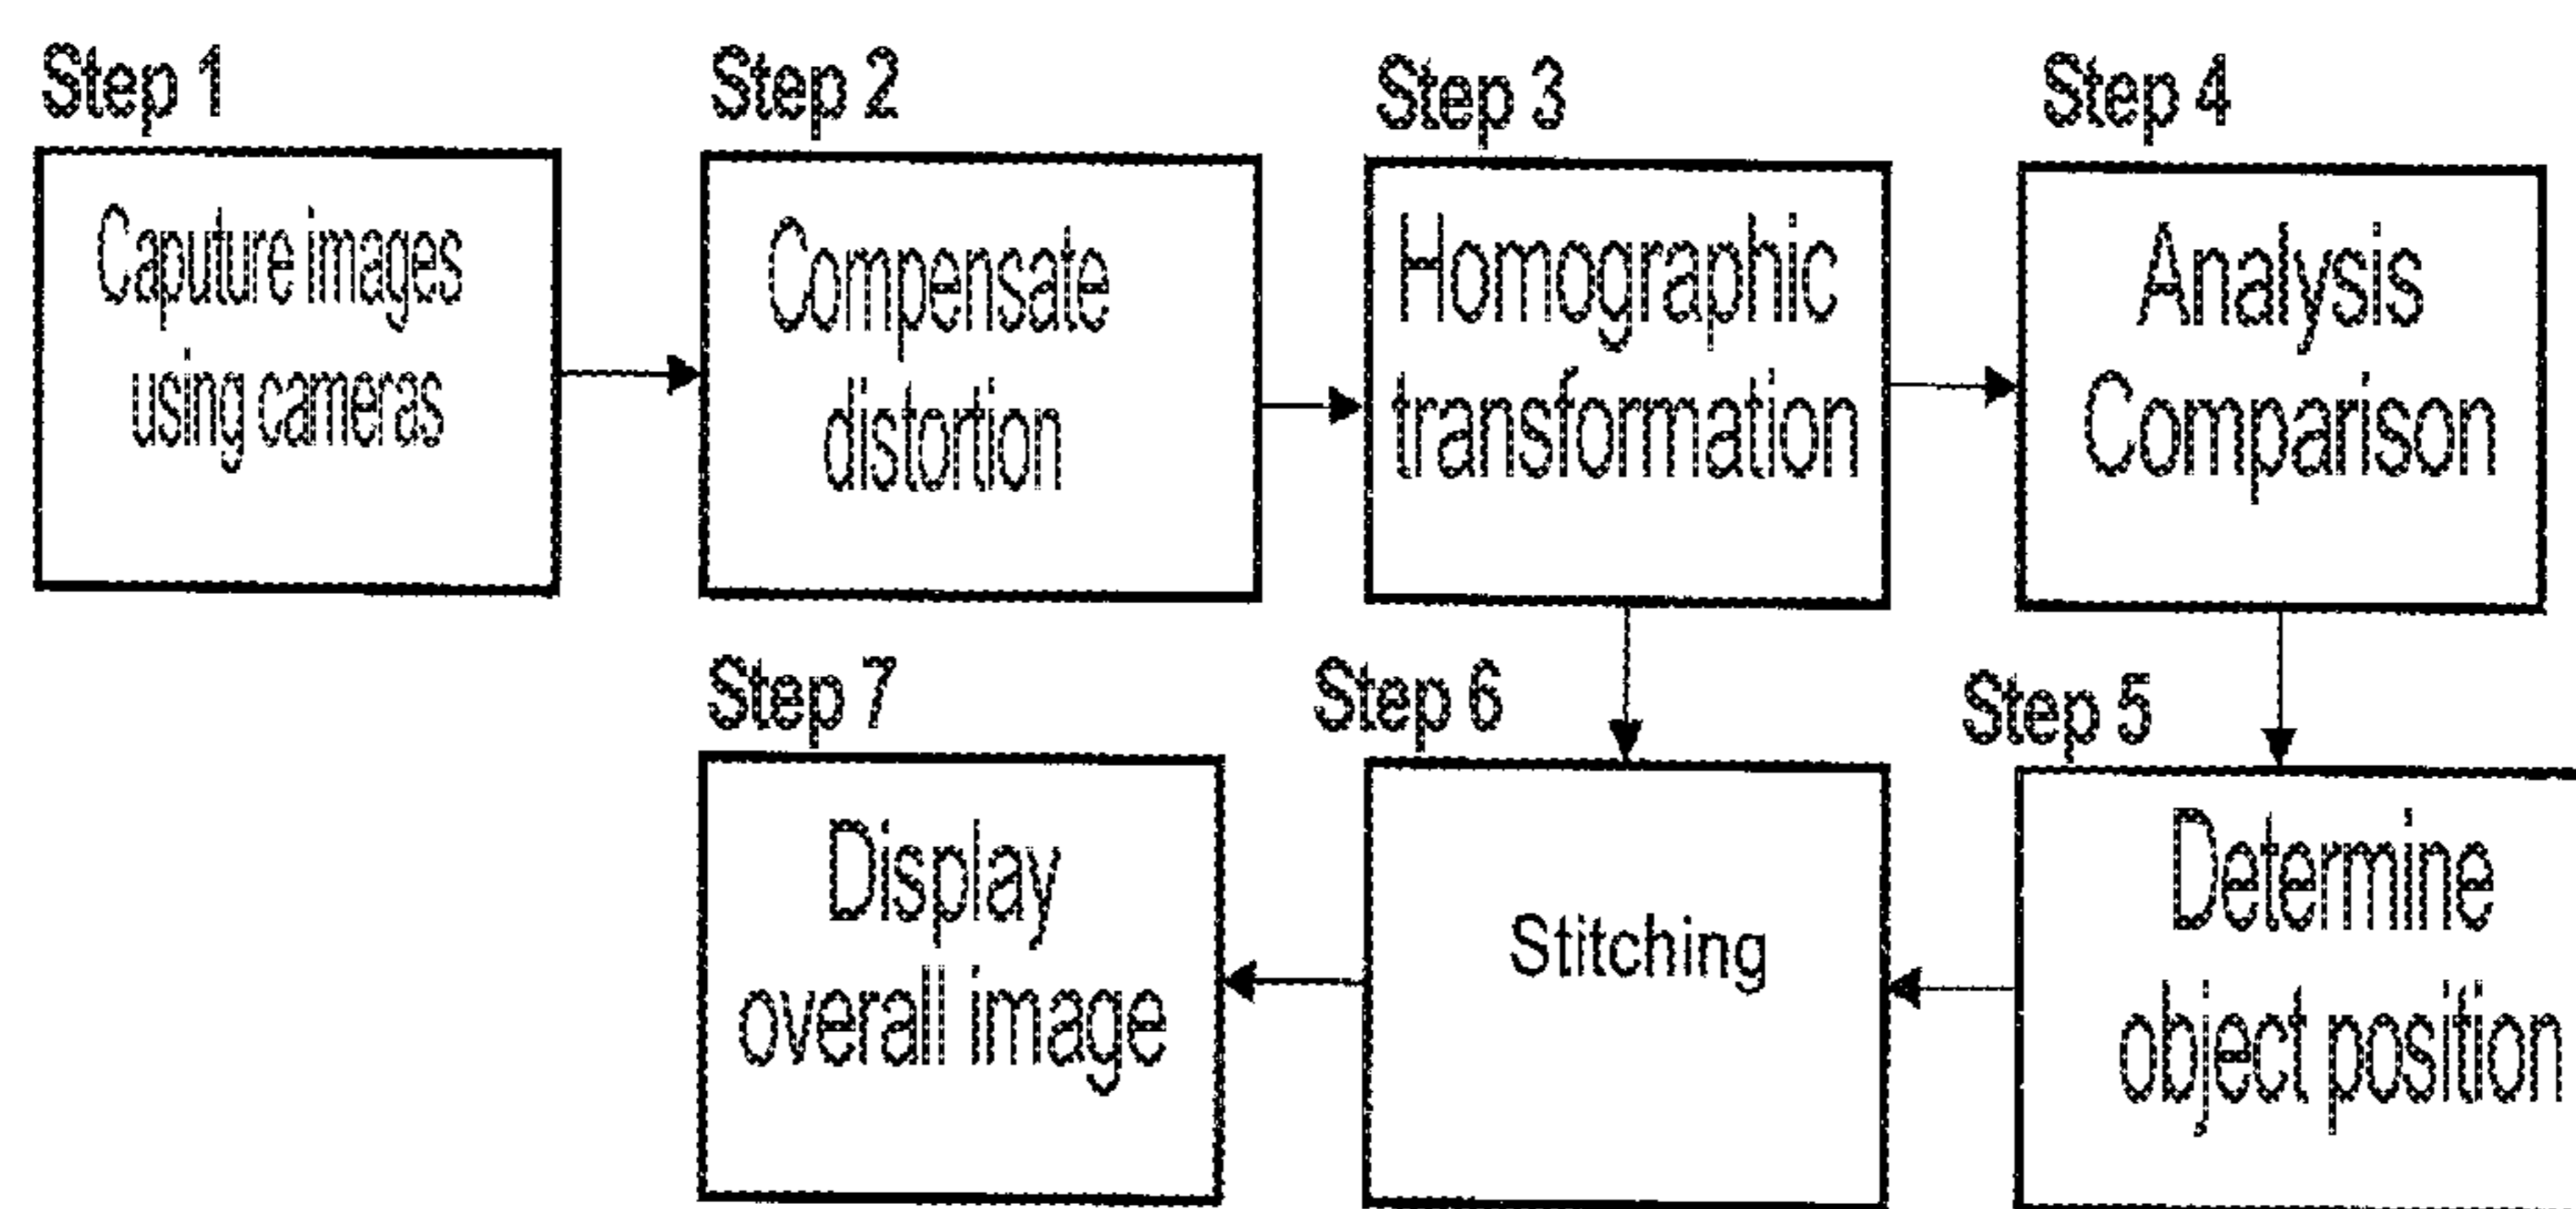 Step 1
Caputure images
using cameras
Step 2
Compensate
distortion
Step 3
Homographic
transformation
Step 4
Analysis
Comparison
Step 5
Determine
object position
Step 6
Stitching
Step 7
Display
overall image